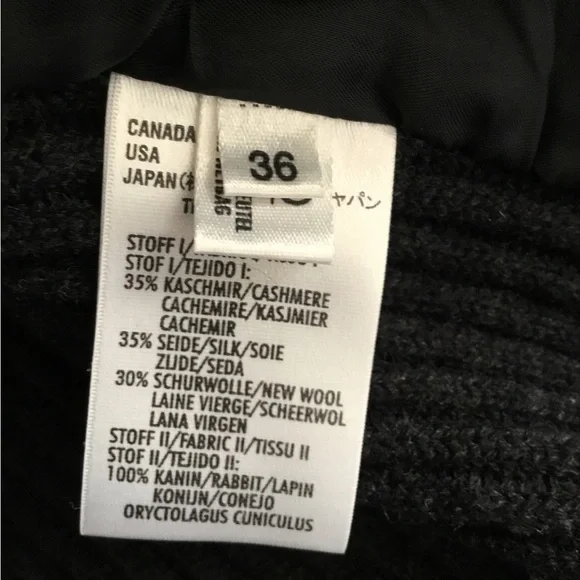 CANADA
USA
JAPAN
36
ャパン
STOFF I/
STOF I/TEJIDO I:
35% KASCHMIR/CASHMERE
CACHEMIRE/KASJMIER
CACHEMIR
35% SEIDE/SILK/SOIE
ZIJDE/SEDA
30% SCHURWOLLE/NEW WOOL
LAINE VIERGE/SCHEERWOL
LANA VIRGEN
STOFF II/FABRIC II/TISSU II
STOF II/TEJIDO II:
100% KANIN/RABBIT/LAPIN
KONIJN/CONEJO
ORYCTOLAGUS CUNICULUS